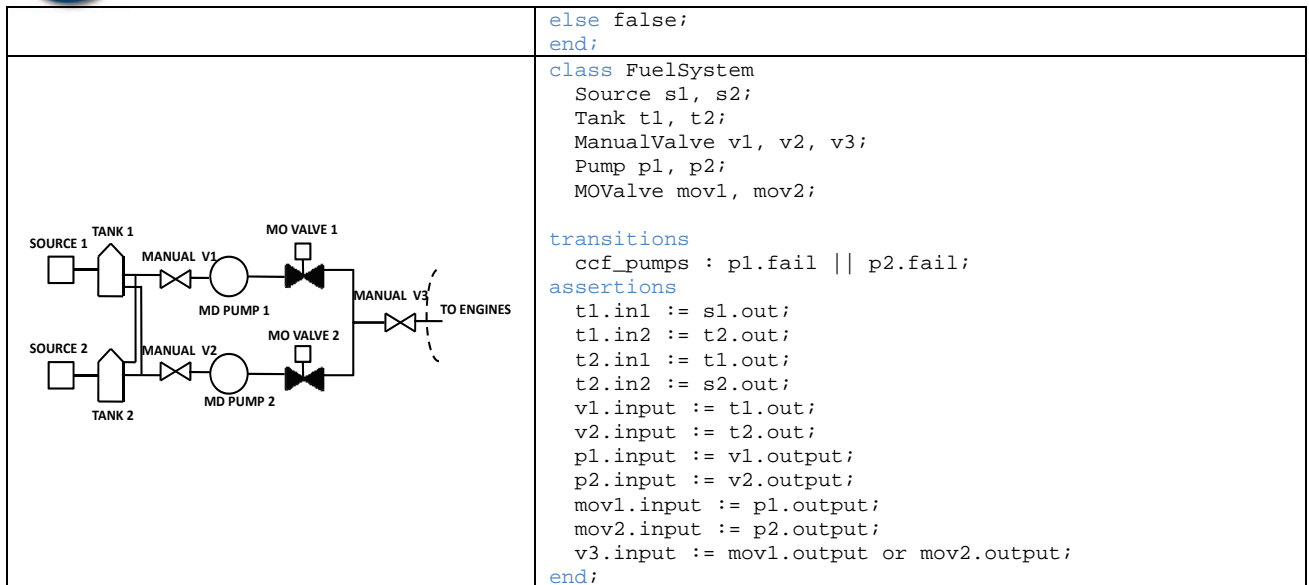 else false;
end;
SOURCE 1
TANK 1
MANUAL V1
MO VALVE 1
MD PUMP 1
MANUAL V3
TO ENGINES
SOURCE 2
MANUAL V2
MO VALVE 2
MD PUMP 2
TANK 2
class FuelSystem
Source s1, s2;
Tank t1, t2;
ManualValve v1, v2, v3;
Pump p1, p2;
MOValve mov1, mov2;
transitions
ccf_pumps : p1.fail || p2.fail;
assertions
t1.in1 := s1.out;
t1.in2 := t2.out;
t2.in1 := t1.out;
t2.in2 := s2.out;
v1.input := t1.out;
v2.input := t2.out;
p1.input := v1.output;
p2.input := v2.output;
mov1.input := p1.output;
mov2.input := p2.output;
v3.input := mov1.output or mov2.output;
end;